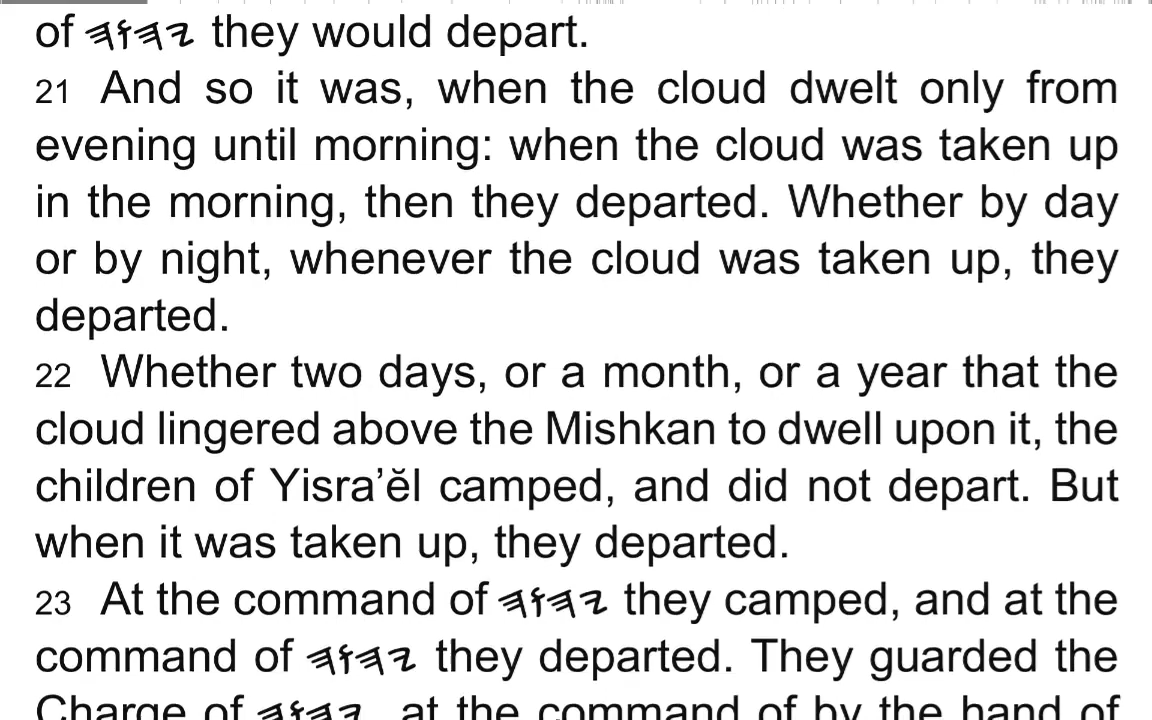 of 𐤉𐤄𐤅𐤄 they would depart.
21 And so it was, when the cloud dwelt only from
evening until morning: when the cloud was taken up
in the morning, then they departed. Whether by day
or by night, whenever the cloud was taken up, they
departed.
22 Whether two days, or a month, or a year that the
cloud lingered above the Mishkan to dwell upon it, the
children of Yisra’ĕl camped, and did not depart. But
when it was taken up, they departed.
23 At the command of 𐤉𐤄𐤅𐤄 they camped, and at the
command of 𐤉𐤄𐤅𐤄 they departed. They guarded the
Charge of 𐤉𐤄𐤅𐤄, at the command of by the hand of